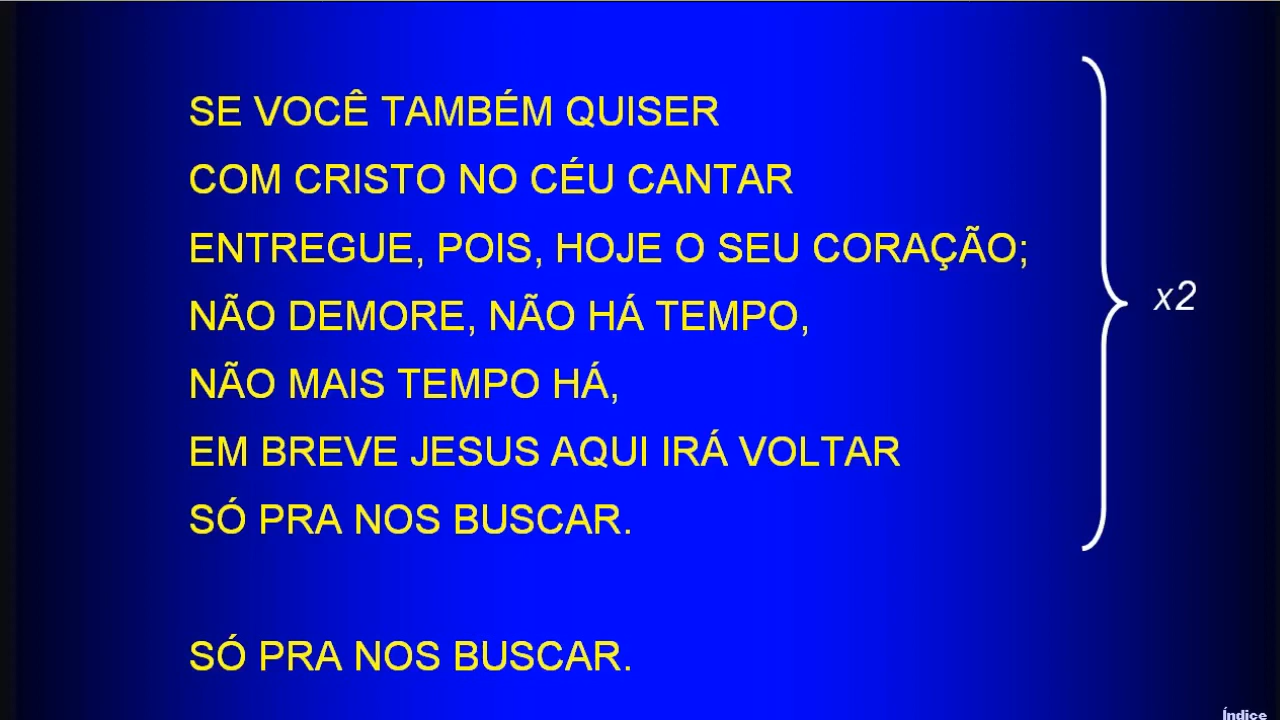 SE VOCÊ TAMBÉM QUISER
COM CRISTO NO CÉU CANTAR
ENTREGUE, POIS, HOJE O SEU CORAÇÃO;
NÃO DEMORE, NÃO HÁ TEMPO,
NÃO MAIS TEMPO HÁ,
EM BREVE JESUS AQUI IRÁ VOLTAR
SÓ PRA NOS BUSCAR.
x2
SÓ PRA NOS BUSCAR.
Índice